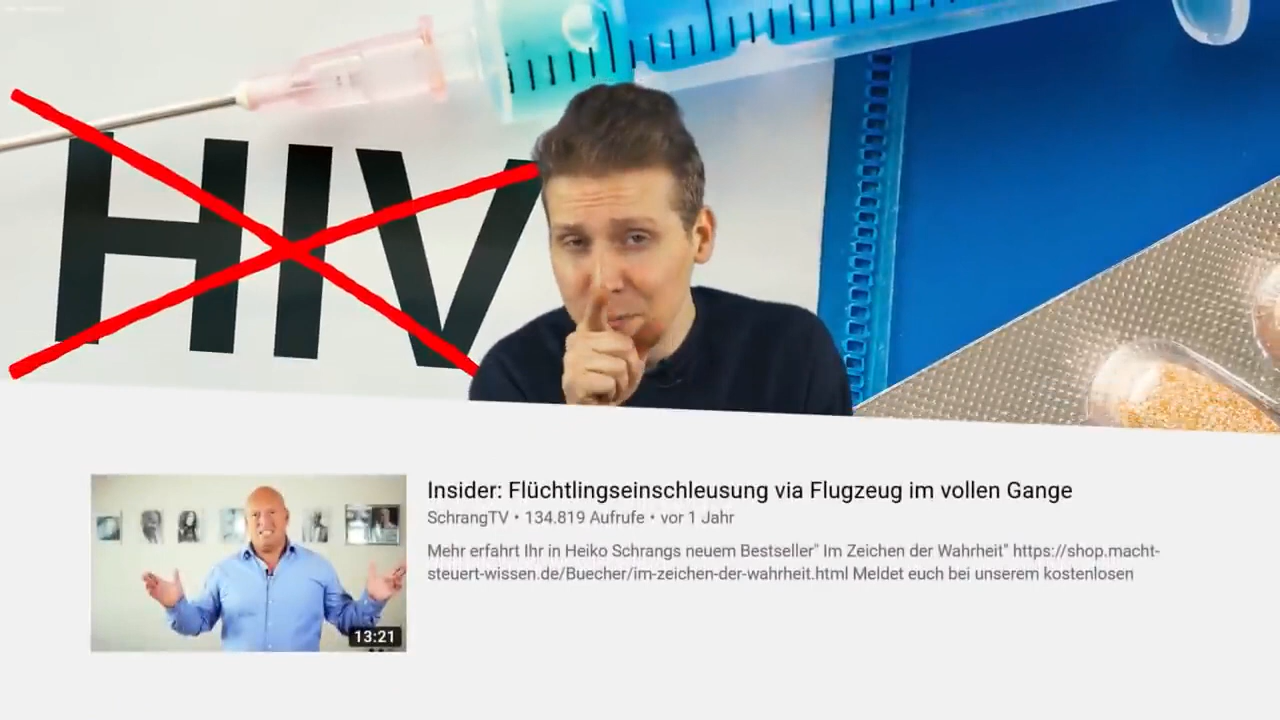 HIV
Insider: Flüchtlingseinschleusung via Flugzeug im vollen Gange
SchrangTV • 134.819 Aufrufe • vor 1 Jahr
Mehr erfahrt Ihr in Heiko Schrangs neuem Bestseller" Im Zeichen der Wahrheit" https://shop.macht-
steuert-wissen.de/Buecher/im-zeichen-der-wahrheit.html Meldet euch bei unserem kostenlosen
13:21